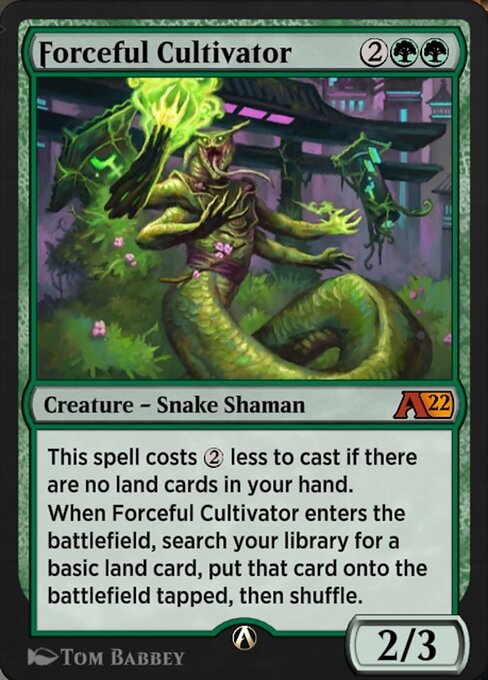 Forceful Cultivator 2
Creature – Snake Shaman A22
This spell costs 2 less to cast if there
are no land cards in your hand.
When Forceful Cultivator enters the
battlefield, search your library for a
basic land card, put that card onto the
battlefield tapped, then shuffle.
2/3
Tom Babbey